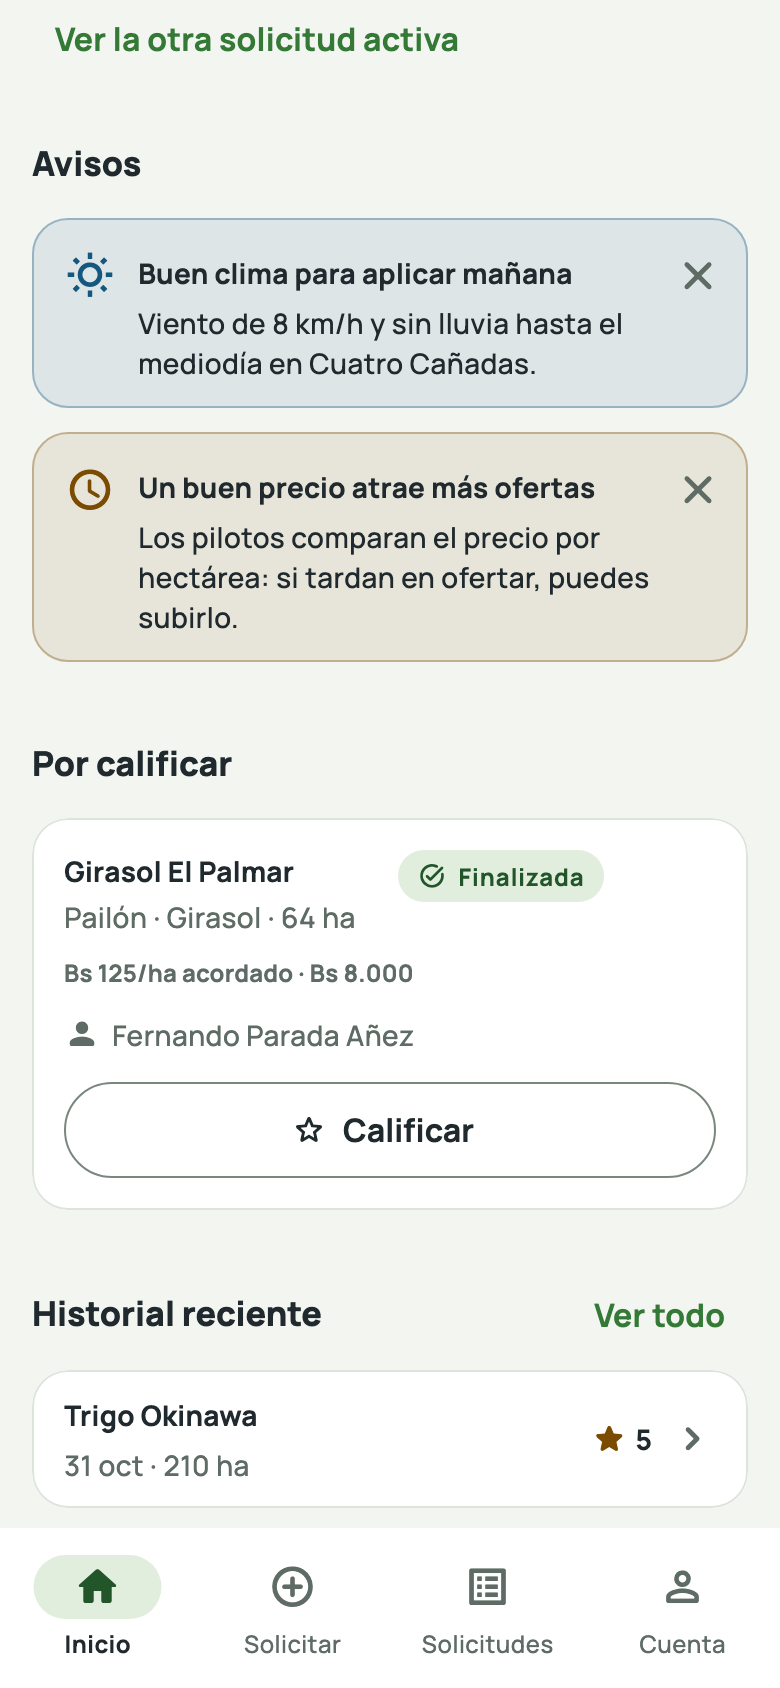 Ver la otra solicitud activa
Avisos
Buen clima para aplicar mañana
Viento de 8 km/h y sin lluvia hasta el
mediodía en Cuatro Cañadas.
Un buen precio atrae más ofertas
Los pilotos comparan el precio por
hectárea: si tardan en ofertar, puedes
subirlo.
Por calificar
Girasol El Palmar
Finalizada
Pailón · Girasol · 64 ha
Bs 125/ha acordado · Bs 8.000
Fernando Parada Añez
Calificar
Historial reciente
Ver todo
Trigo Okinawa
31 oct · 210 ha
5
Inicio
Solicitar
Solicitudes
Cuenta